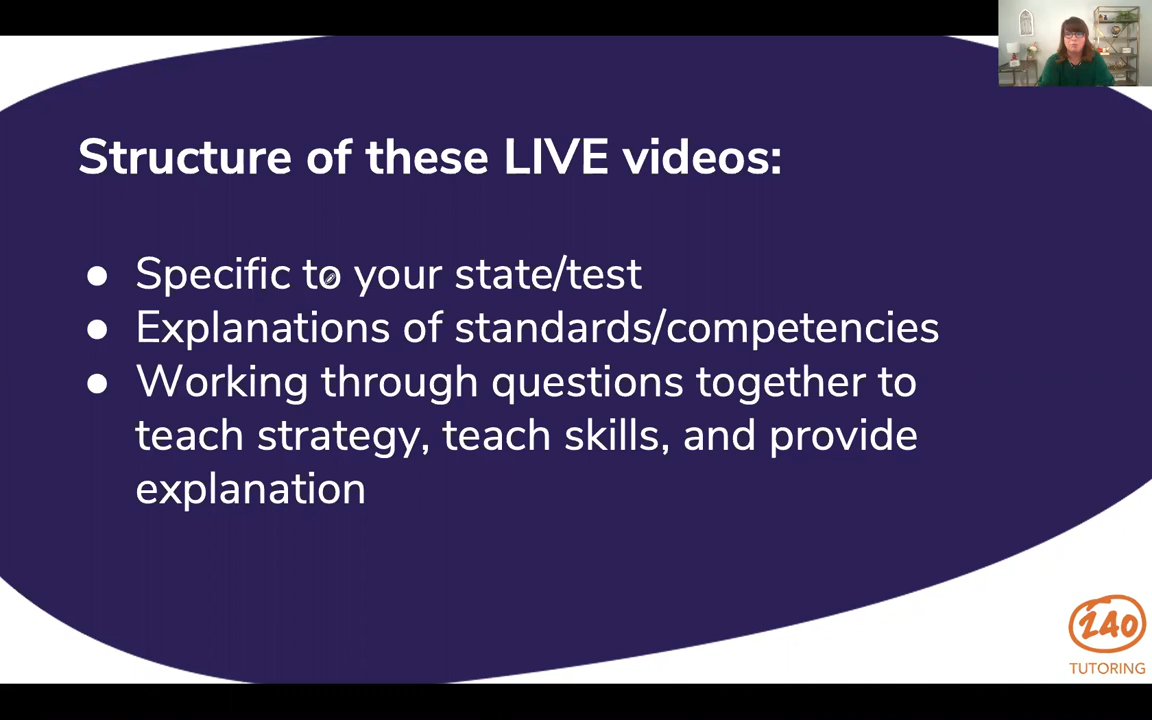 Structure of these LIVE videos:
● Specific to your state/test
● Explanations of standards/competencies
● Working through questions together to
teach strategy, teach skills, and provide
explanation
240
TUTORING